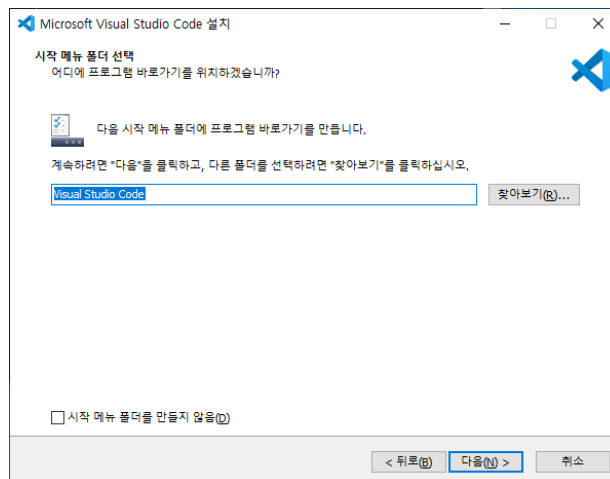 Microsoft Visual Studio Code 설치
시작 메뉴 폴더 선택
어디에 프로그램 바로가기를 위치하겠습니까?
다음 시작 메뉴 폴더에 프로그램 바로가기를 만듭니다.
계속하려면 "다음"을 클릭하고, 다른 폴더를 선택하려면 "찾아보기"를 클릭하십시오.
Visual Studio Code
찾아보기(R)...
시작 메뉴 폴더를 만들지 않음(D)
< 뒤로(B)
다음(N) >
취소